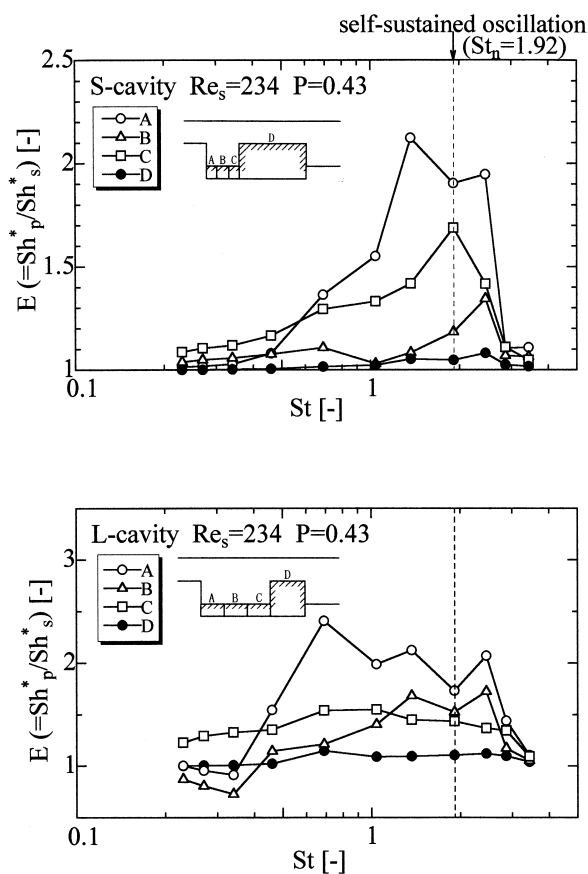 self-sustained oscillation
(St_n=1.92)
2.5
S-cavity Re_s=234 P=0.43
A
B
C
D
D
A B C
2
1.5
1
E (=Sh*_p/Sh*_s) [-]
0.1
1
St [-]
L-cavity Re_s=234 P=0.43
3
A
B
C
D
D
A B C
2
1
E (=Sh*_p/Sh*_s) [-]
0.1
1
St [-]